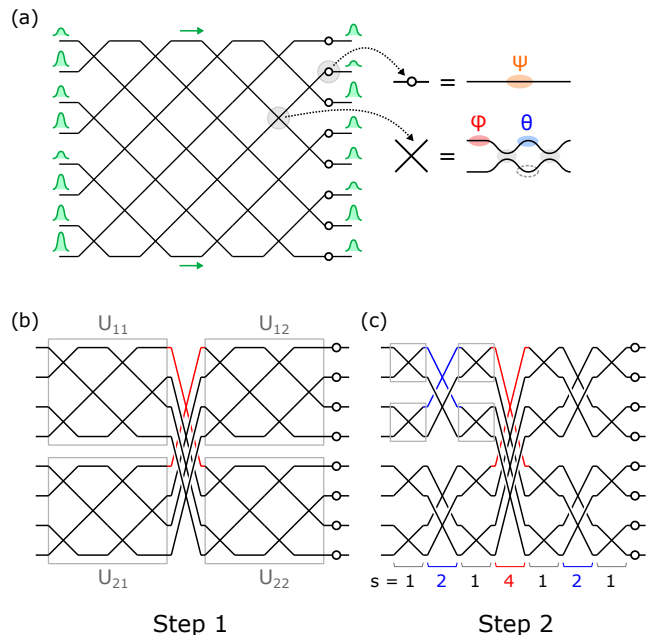 (a)
ψ
=
φ
θ
=
(b)
U₁₁
U₁₂
U₂₁
U₂₂
Step 1
(c)
s = 1 2 1 4 1 2 1
Step 2